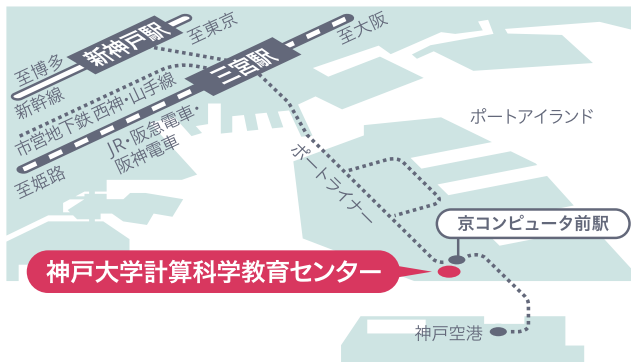 至博多
新神戸駅
至東京
新幹線
三宮駅
至大阪
市営地下鉄 西神・山手線
JR・阪急電車・
阪神電車
至姫路
ポートライナー
ポートアイランド
京コンピュータ前駅
神戸大学計算科学教育センター
神戸空港